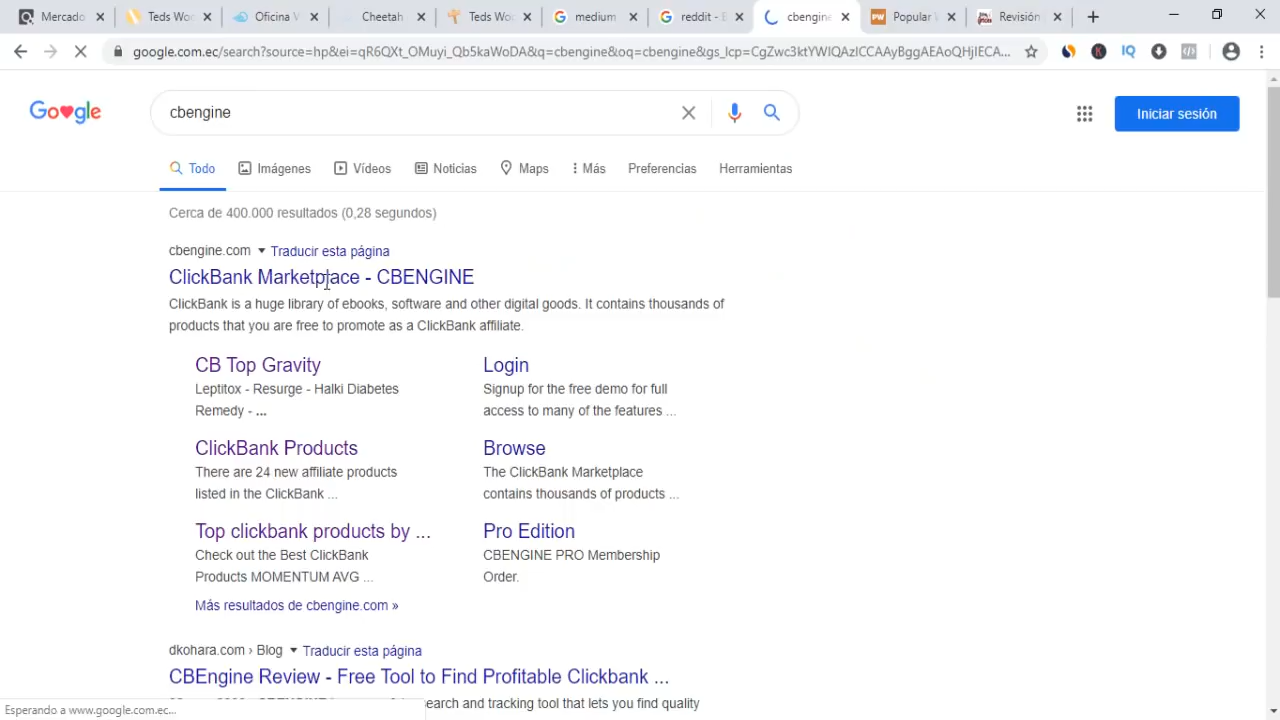 Mercado
Teds Wo
Oficina V
Cheetah
Teds Wo
medium
reddit - E
cbengine
Popular
Revisión
google.com.ec/search?source=hp&ei=qR6QXt_OMuyi_Qb5kaWoDA&q=cbengine&oq=cbengine&gs_lcp=CgZwc3ktYWIQAzICCAAyBggAEAoQHjIECA...
IQ
Google
cbengine
Iniciar sesión
Todo Imágenes Vídeos Noticias Maps Más Preferencias Herramientas
Cerca de 400.000 resultados (0,28 segundos)
cbengine.com Traducir esta página
ClickBank Marketplace - CBENGINE
ClickBank is a huge library of ebooks, software and other digital goods. It contains thousands of
products that you are free to promote as a ClickBank affiliate.
CB Top Gravity
Leptitox - Resurge - Halki Diabetes
Remedy - ...
Login
Signup for the free demo for full
access to many of the features ...
ClickBank Products
There are 24 new affiliate products
listed in the ClickBank ...
Browse
The ClickBank Marketplace
contains thousands of products ...
Top clickbank products by ...
Check out the Best ClickBank
Products MOMENTUM AVG ...
Pro Edition
CBENGINE PRO Membership
Order.
Más resultados de cbengine.com »
dkohara.com › Blog Traducir esta página
CBEngine Review - Free Tool to Find Profitable Clickbank ...
earch and tracking tool that lets you find quality
Esperando a www.google.com.ec...